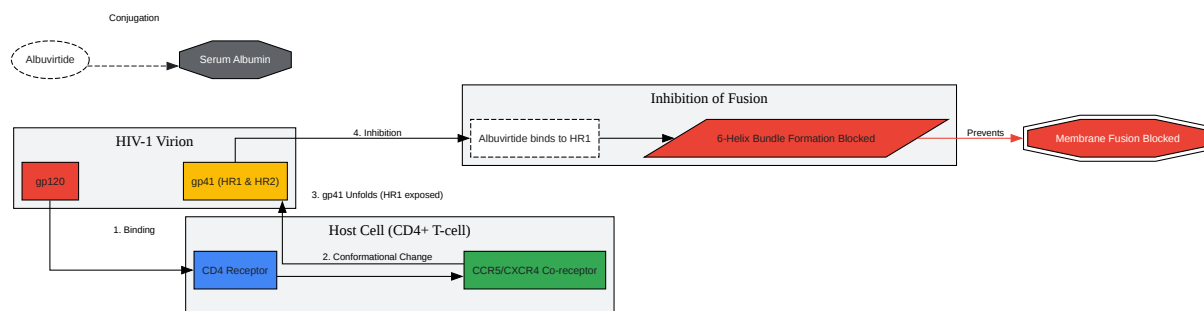 Conjugation
Albuvirtide
Serum Albumin
Inhibition of Fusion
4. Inhibition
Albuvirtide binds to HR1
6-Helix Bundle Formation Blocked
Prevents
Membrane Fusion Blocked
HIV-1 Virion
gp120
gp41 (HR1 & HR2)
3. gp41 Unfolds (HR1 exposed)
1. Binding
Host Cell (CD4+ T-cell)
2. Conformational Change
CD4 Receptor
CCR5/CXCR4 Co-receptor